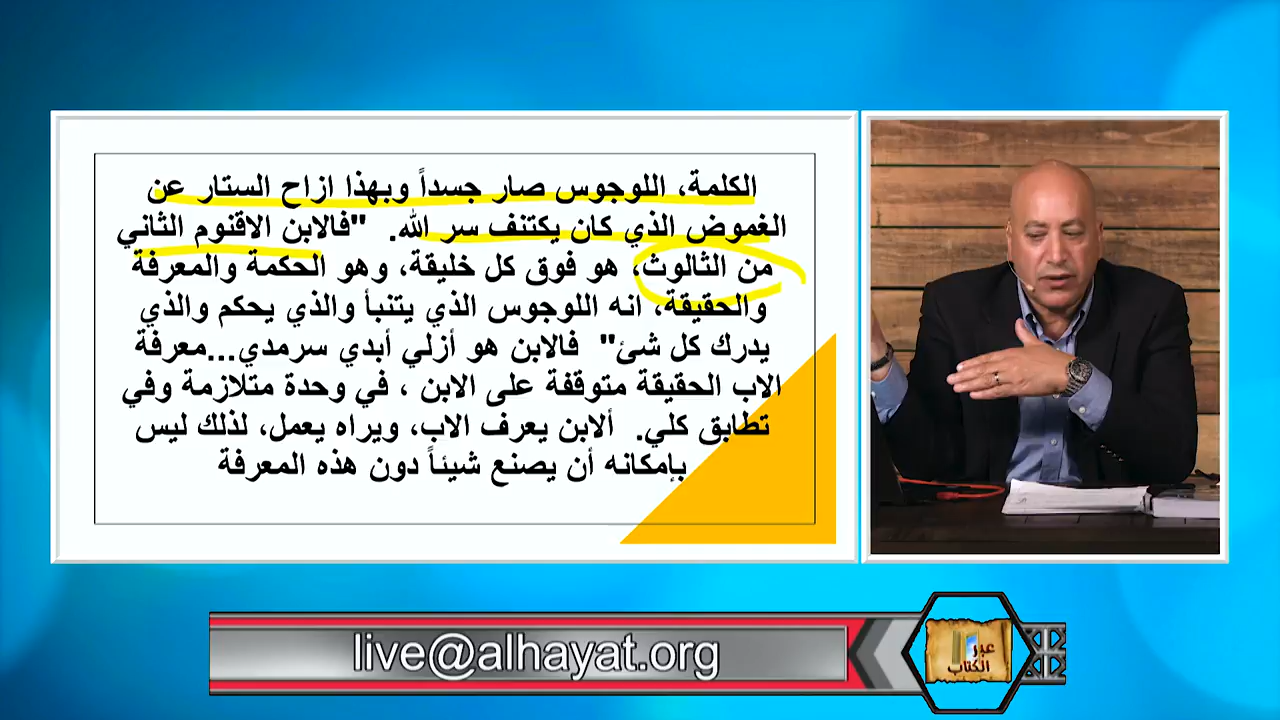 الكلمة، اللوجوس صار جسداً وبهذا ازاح الستار عن
الغموض الذي كان يكتنف سر الله. "فالابن الاقنوم الثاني
من الثالوث، هو فوق كل خليقة، وهو الحكمة والمعرفة
والحقيقة، انه اللوجوس الذي يتنبأ والذي يحكم والذي
يدرك كل شئ" فالابن هو أزلي أبدي سرمدي...معرفة
الاب الحقيقة متوقفة على الابن ، في وحدة متلازمة وفي
تطابق كلي. ألابن يعرف الاب، ويراه يعمل، لذلك ليس
بإمكانه أن يصنع شيئاً دون هذه المعرفة
live@alhayat.org
عبر
الكتاب